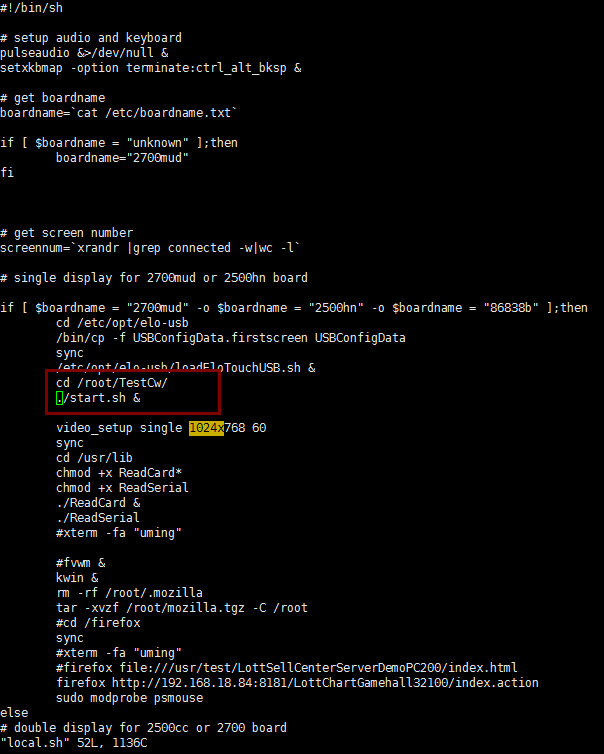 #!/bin/sh
# setup audio and keyboard
pulseaudio &>/dev/null &
setxkbmap -option terminate:ctrl_alt_bksp &
# get boardname
boardname=`cat /etc/boardname.txt`
if [ $boardname = "unknown" ];then
boardname="2700mud"
fi
# get screen number
screennum=`xrandr |grep connected -w|wc -l`
# single display for 2700mud or 2500hn board
if [ $boardname = "2700mud" -o $boardname = "2500hn" -o $boardname = "86838b" ];then
cd /etc/opt/elo-usb
/bin/cp -f USBConfigData.firstscreen USBConfigData
sync
/etc/opt/elo-usb/loadEloTouchUSB.sh &
cd /root/TestCw/
./start.sh &
video_setup single 1024x768 60
sync
cd /usr/lib
chmod +x ReadCard*
chmod +x ReadSerial
./ReadCard &
./ReadSerial
#xterm -fa "uming"
#fvwm &
kwin &
rm -rf /root/.mozilla
tar -xvzf /root/mozilla.tgz -C /root
#cd /firefox
sync
#xterm -fa "uming"
#firefox file:///usr/test/LottSellCenterServerDemoPC200/index.html
firefox http://192.168.18.84:8181/LottChartGamehall32100/index.action
sudo modprobe psmouse
else
# double display for 2500cc or 2700 board
"local.sh" 52L, 1136C